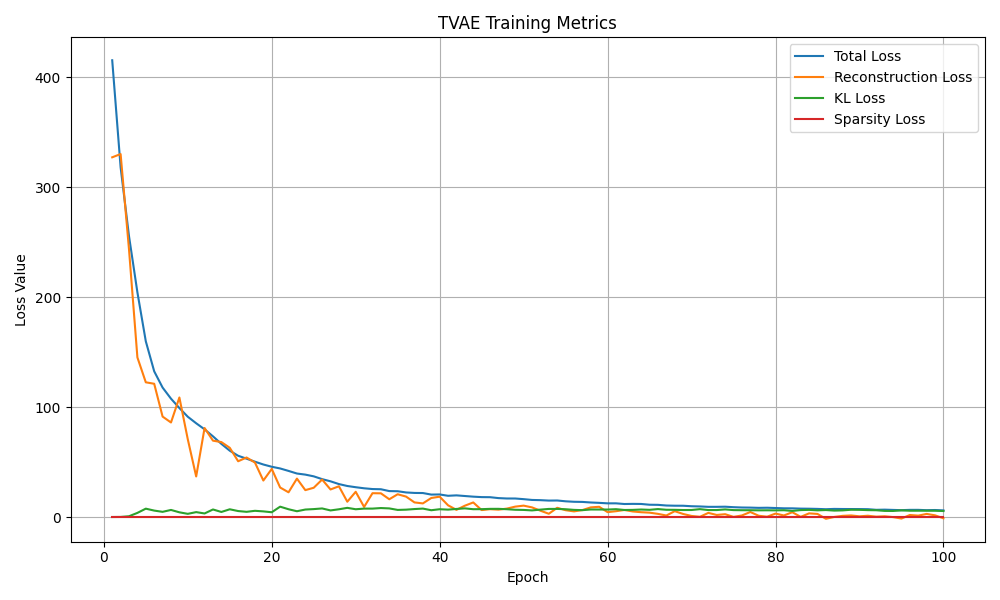 TVAE Training Metrics
Total Loss
Reconstruction Loss
KL Loss
Sparsity Loss
400
300
200
100
0
Loss Value
0 20 40 60 80 100
Epoch